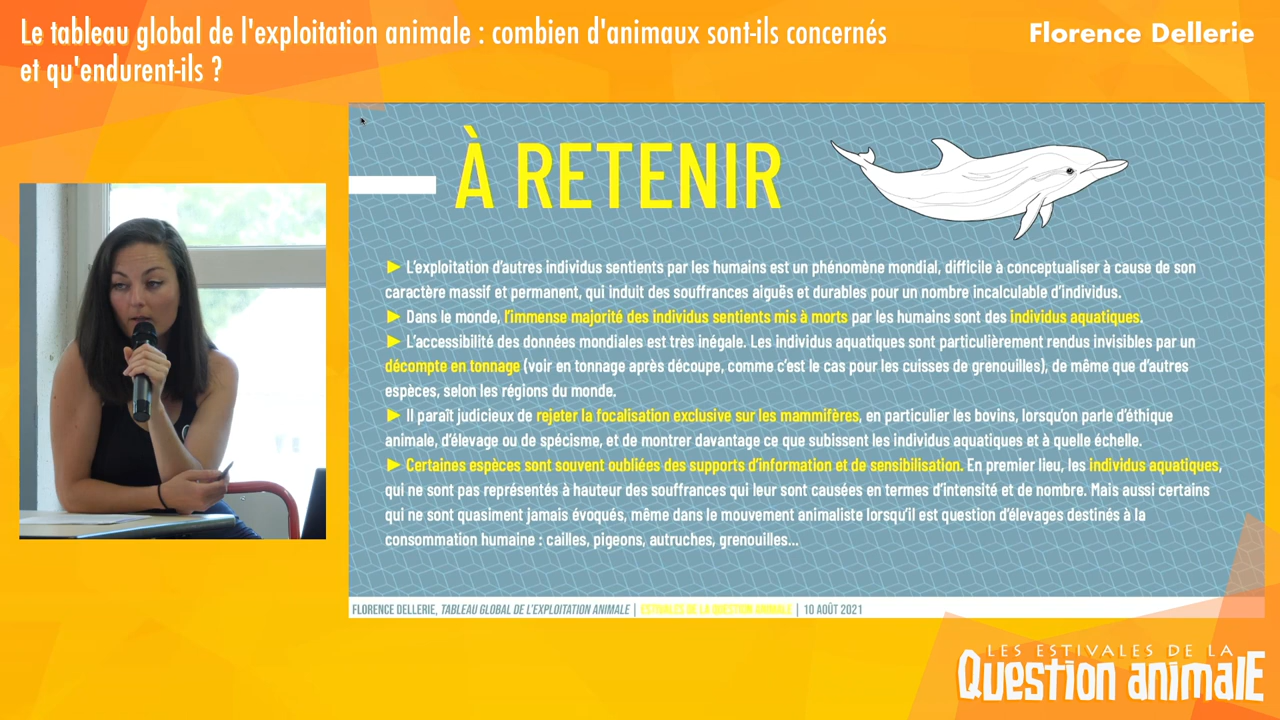 Le tableau global de l'exploitation animale : combien d'animaux sont-ils concernés
et qu'endurent-ils ?
Florence Dellerie
À RETENIR
► L'exploitation d'autres individus sentients par les humains est un phénomène mondial, difficile à conceptualiser à cause de son
caractère massif et permanent, qui induit des souffrances aiguës et durables pour un nombre incalculable d'individus.
► Dans le monde, l'immense majorité des individus sentients mis à morts par les humains sont des individus aquatiques.
► L'accessibilité des données mondiales est très inégale. Les individus aquatiques sont particulièrement rendus invisibles par un
décompte en tonnage (voir en tonnage après découpe, comme c'est le cas pour les cuisses de grenouilles), de même que d'autres
espèces, selon les régions du monde.
► Il paraît judicieux de rejeter la focalisation exclusive sur les mammifères, en particulier les bovins, lorsqu'on parle d'éthique
animale, d'élevage ou de spécisme, et de montrer davantage ce que subissent les individus aquatiques et à quelle échelle.
► Certaines espèces sont souvent oubliées des supports d'information et de sensibilisation. En premier lieu, les individus aquatiques,
qui ne sont pas représentés à hauteur des souffrances qui leur sont causées en termes d'intensité et de nombre. Mais aussi certains
qui ne sont quasiment jamais évoqués, même dans le mouvement animaliste lorsqu'il est question d'élevages destinés à la
consommation humaine : cailles, pigeons, autruches, grenouilles...
FLORENCE DELLERIE, TABLEAU GLOBAL DE L'EXPLOITATION ANIMALE | ESTIVALES DE LA QUESTION ANIMALE | 10 AOÛT 2021
LES ESTIVALES DE LA
QUESTION ANIMALE